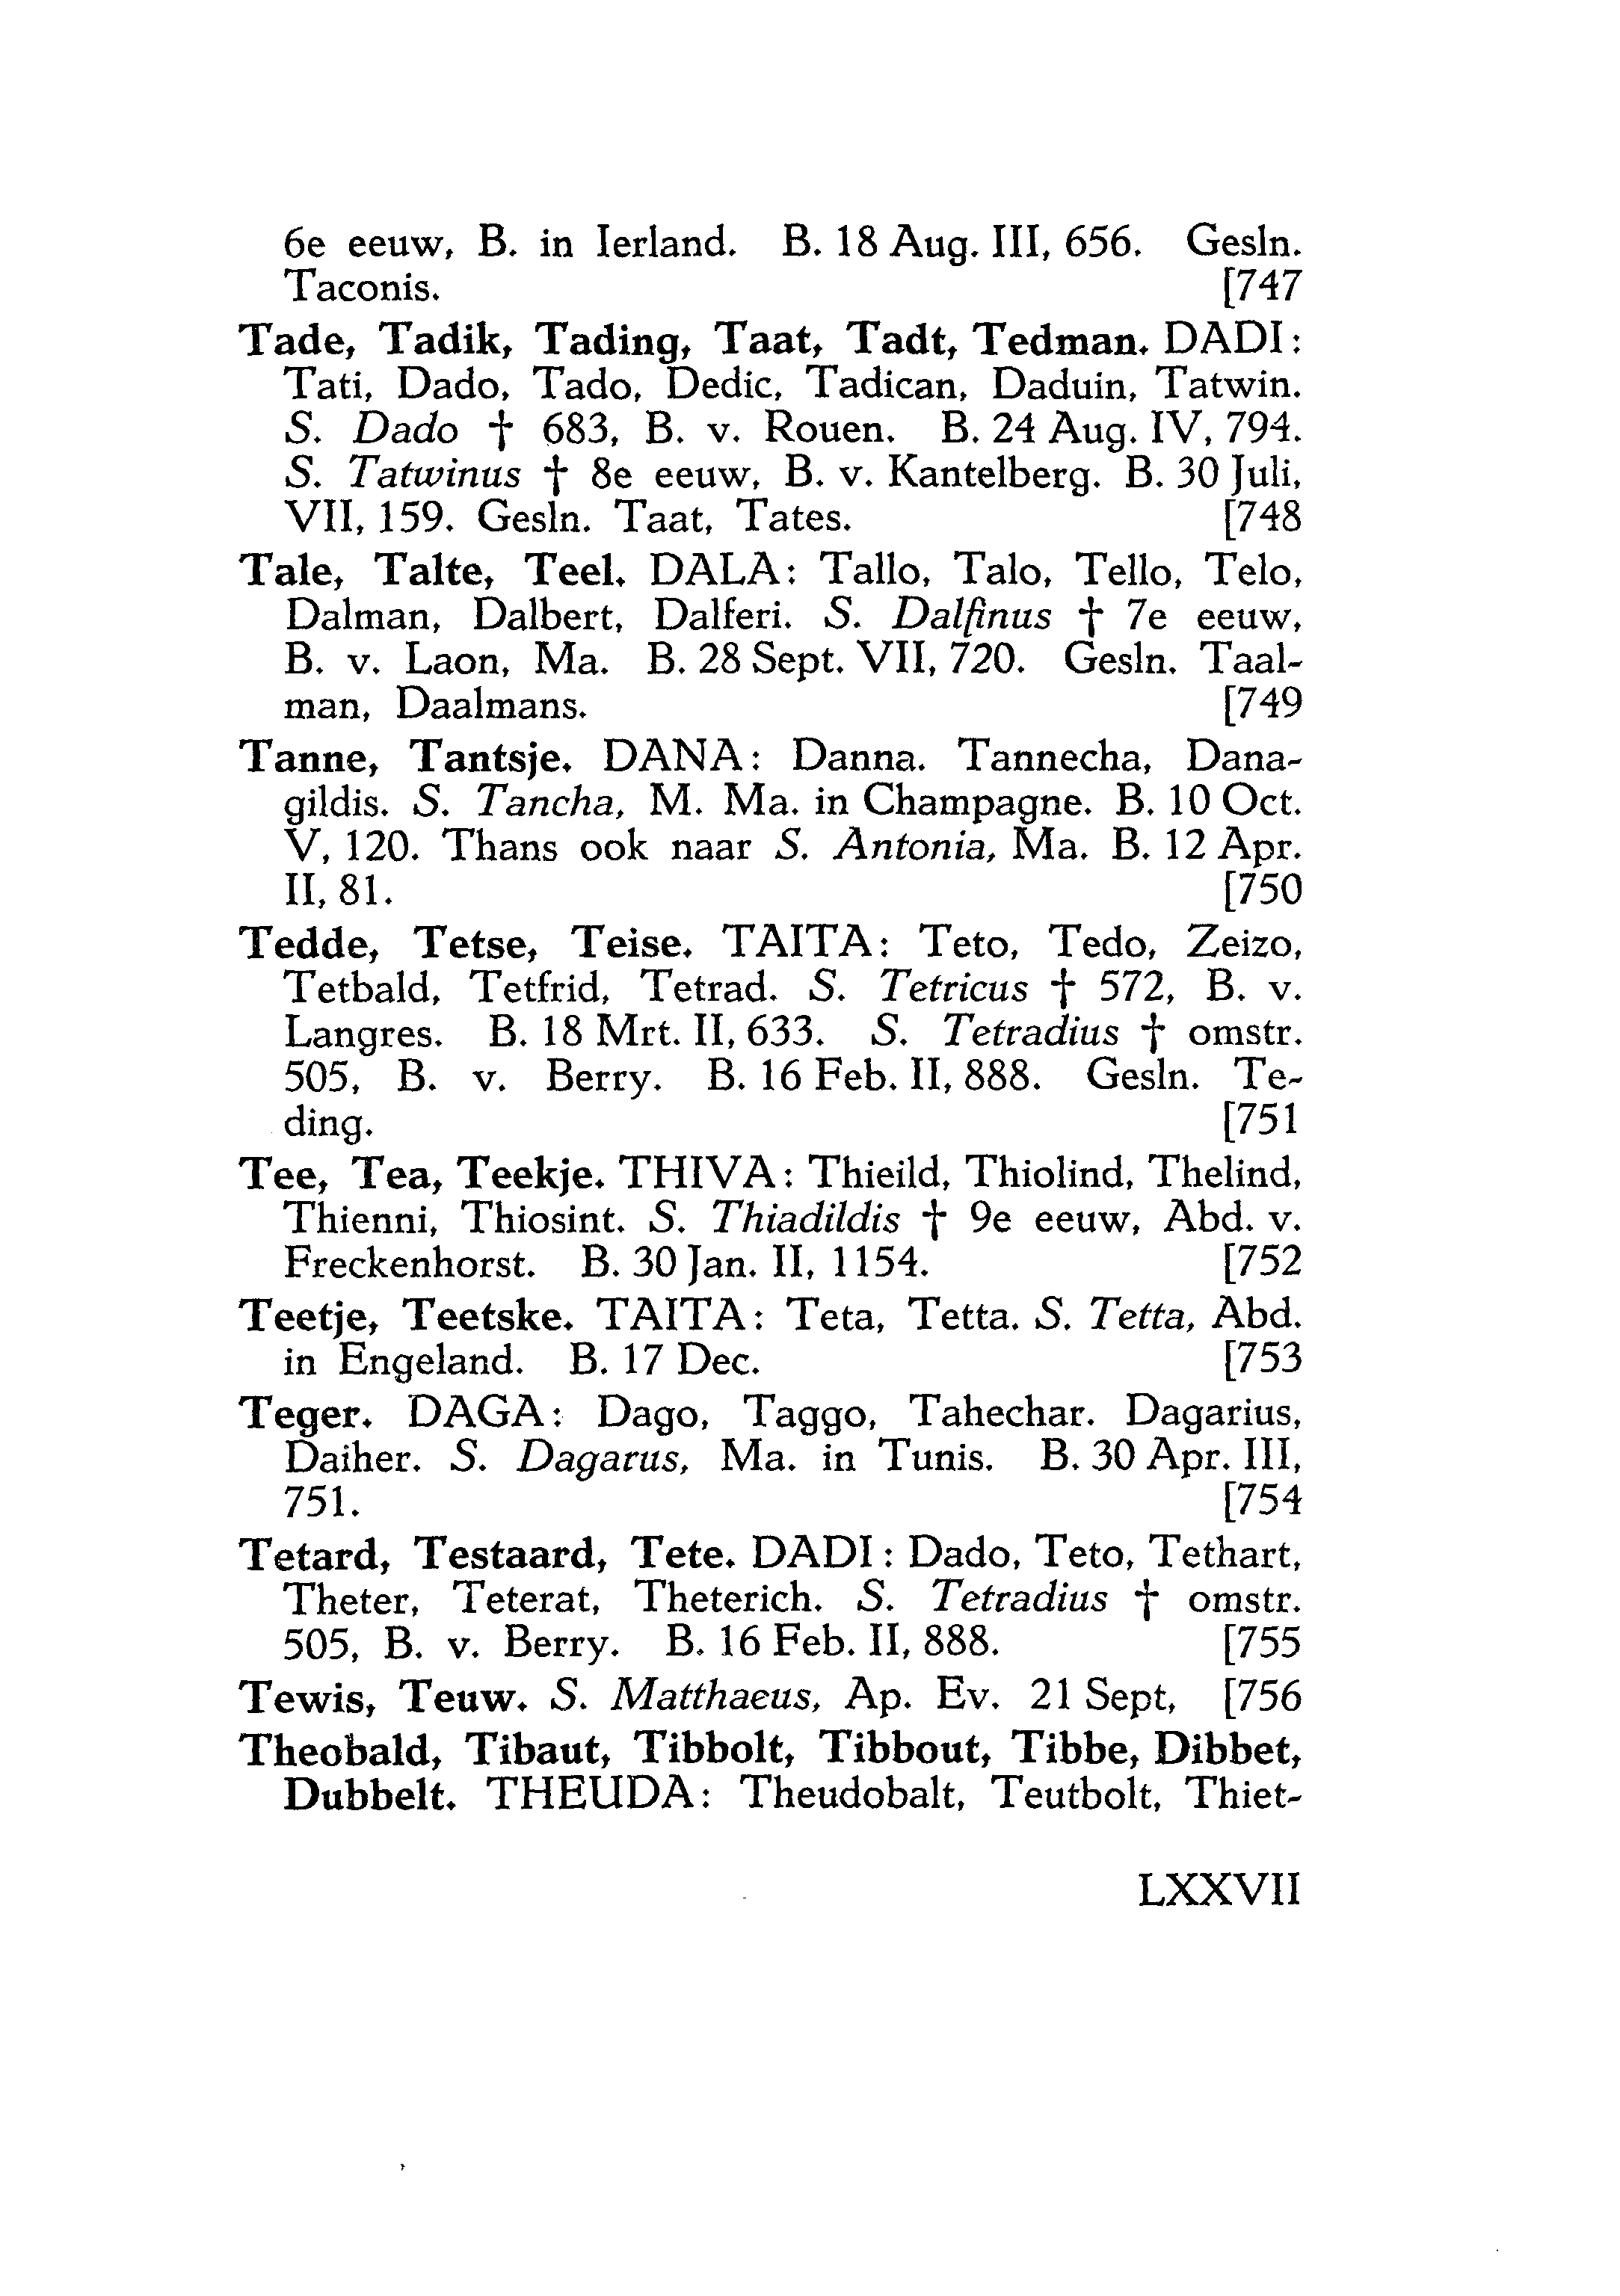 6e eeuw, B. in Ierland. B. 18 Aug. III, 656. Gesln.
Taconis. [747
Tade, Tadik, Tading, Taat, Tadt, Tedman. DADI:
Tati, Dado, Tado, Dedic, Tadican, Daduin, Tatwin.
S. Dado † 683, B. v. Rouen. B. 24 Aug. IV, 794.
S. Tatwinus † 8e eeuw, B. v. Kantelberg. B. 30 Juli,
VII, 159. Gesln. Taat, Tates. [748
Tale, Talte, Teel. DALA: Tallo, Talo, Tello, Telo,
Dalman, Dalbert, Dalferi. S. Dalfinus † 7e eeuw,
B. v. Laon, Ma. B. 28 Sept. VII, 720. Gesln. Taal-
man, Daalmans. [749
Tanne, Tantsje. DANA: Danna. Tannecha, Dana-
gildis. S. Tancha, M. Ma. in Champagne. B. 10 Oct.
V, 120. Thans ook naar S. Antonia, Ma. B. 12 Apr.
II, 81. [750
Tedde, Tetse, Teise. TAITA: Teto, Tedo, Zeizo,
Tetbald, Tetfrid, Tetrad. S. Tetricus † 572, B. v.
Langres. B. 18 Mrt. II, 633. S. Tetradius † omstr.
505, B. v. Berry. B. 16 Feb. II, 888. Gesln. Te-
ding. [751
Tee, Tea, Teekje. THIVA: Thieild, Thiolind, Thelind,
Thienni, Thiosint. S. Thiadildis † 9e eeuw, Abd. v.
Freckenhorst. B. 30 Jan. II, 1154. [752
Teetje, Teetske. TAITA: Teta, Tetta. S. Tetta, Abd.
in Engeland. B. 17 Dec. [753
Teger. DAGA: Dago, Taggo, Tahechar. Dagarius,
Daiher. S. Dagarus, Ma. in Tunis. B. 30 Apr. III,
751. [754
Tetard, Testaard, Tete. DADI: Dado, Teto, Tethart,
Theter, Teterat, Theterich. S. Tetradius † omstr.
505, B. v. Berry. B. 16 Feb. II, 888. [755
Tewis, Teuw. S. Matthaeus, Ap. Ev. 21 Sept, [756
Theobald, Tibaut, Tibbolt, Tibbout, Tibbe, Dibbet,
Dubbelt. THEUDA: Theudobalt, Teutbolt, Thiet-
LXXVII